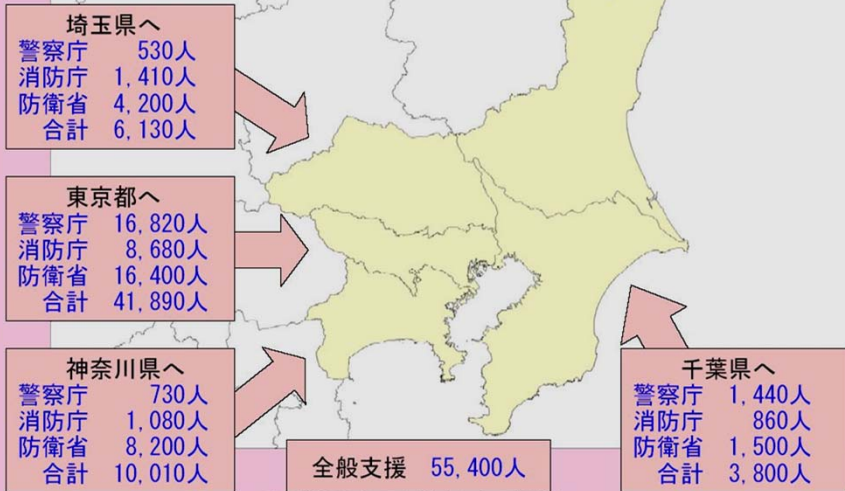 埼玉県へ
警察庁 530人
消防庁 1,410人
防衛省 4,200人
合計 6,130人
東京都へ
警察庁 16,820人
消防庁 8,680人
防衛省 16,400人
合計 41,890人
神奈川県へ
警察庁 730人
消防庁 1,080人
防衛省 8,200人
合計 10,010人
全般支援 55,400人
千葉県へ
警察庁 1,440人
消防庁 860人
防衛省 1,500人
合計 3,800人